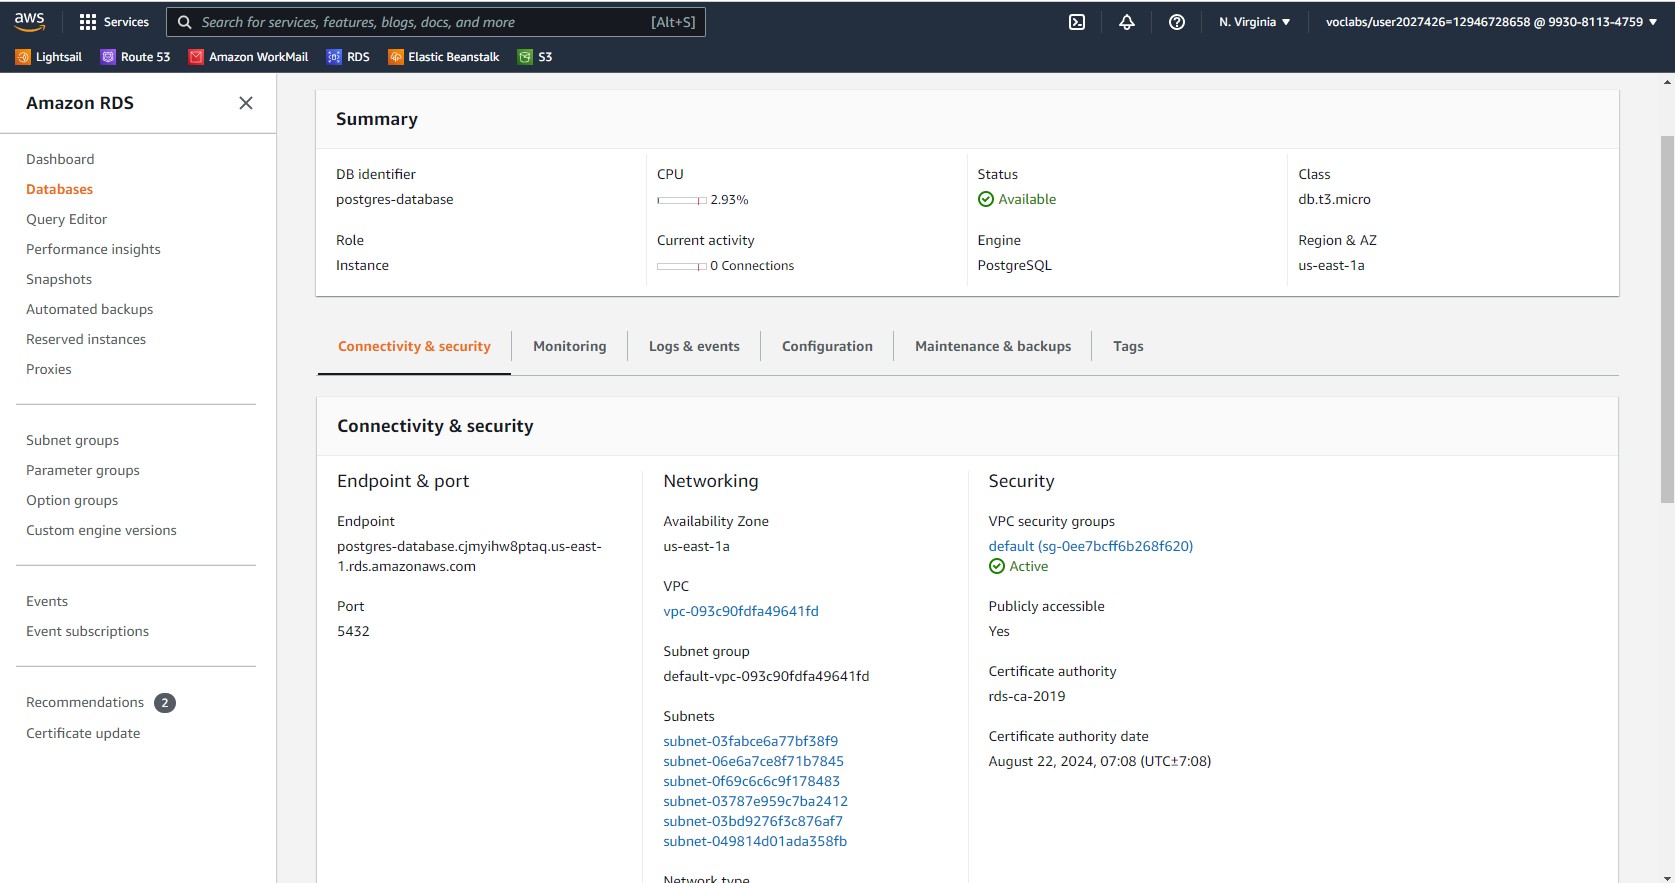 aws
Services
Search for services, features, blogs, docs, and more
[Alt+S]
N. Virginia ▼
voclabs/user2027426=12946728658 @ 9930-8113-4759 ▼
Lightsail
Route 53
Amazon WorkMail
RDS
Elastic Beanstalk
S3
Amazon RDS
Dashboard
Databases
Query Editor
Performance insights
Snapshots
Automated backups
Reserved instances
Proxies
Subnet groups
Parameter groups
Option groups
Custom engine versions
Events
Event subscriptions
Recommendations 2
Certificate update
Summary
DB identifier
postgres-database
CPU
2.93%
Status
Available
Class
db.t3.micro
Role
Instance
Current activity
0 Connections
Engine
PostgreSQL
Region & AZ
us-east-1a
Connectivity & security
Monitoring
Logs & events
Configuration
Maintenance & backups
Tags
Connectivity & security
Endpoint & port
Endpoint
postgres-database.cjmyihw8ptaq.us-east-
1.rds.amazonaws.com
Port
5432
Networking
Availability Zone
us-east-1a
VPC
vpc-093c90fdfa49641fd
Subnet group
default-vpc-093c90fdfa49641fd
Subnets
subnet-03fabce6a77bf38f9
subnet-06e6a7ce8f71b7845
subnet-0f69c6c6c9f178483
subnet-03787e959c7ba2412
subnet-03bd9276f3c876af7
subnet-049814d01ada358fb
Network type
Security
VPC security groups
default (sg-0ee7bcff6b268f620)
Active
Publicly accessible
Yes
Certificate authority
rds-ca-2019
Certificate authority date
August 22, 2024, 07:08 (UTC±7:08)